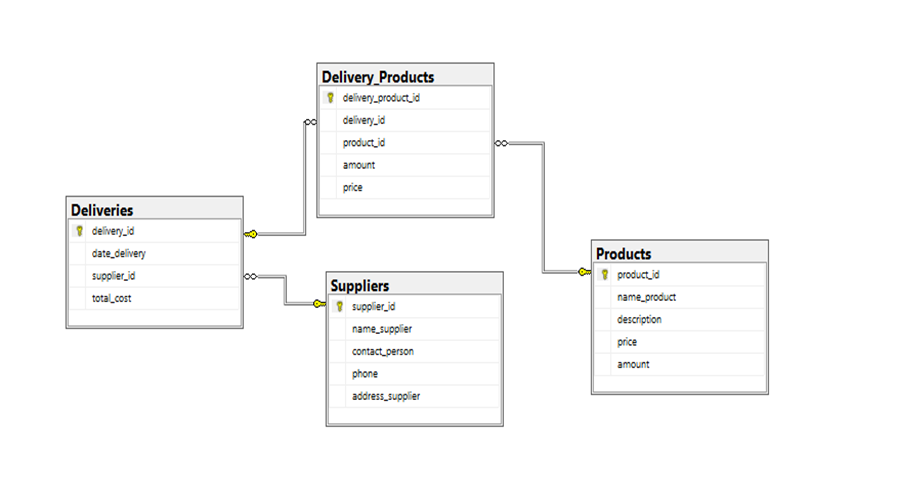 Delivery_Products
delivery_product_id
delivery_id
product_id
amount
price
Deliveries
delivery_id
date_delivery
supplier_id
total_cost
Suppliers
supplier_id
name_supplier
contact_person
phone
address_supplier
Products
product_id
name_product
description
price
amount